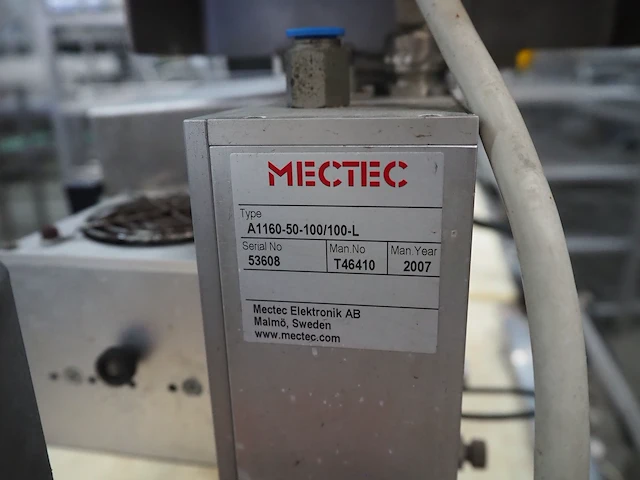 MECTEC
Type
A1160-50-100/100-L
Serial No Man.No Man.Year
53608 T46410 2007
Mectec Elektronik AB
Malmö, Sweden
www.mectec.com